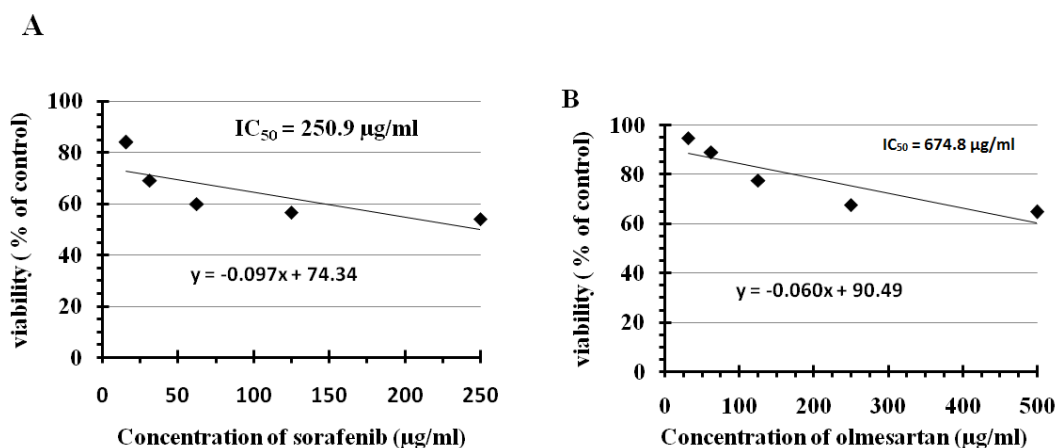 A
100
80
60
40
20
0
viability ( % of control)
IC₅₀ = 250.9 µg/ml
y = -0.097x + 74.34
0 50 100 150 200 250
Concentration of sorafenib (µg/ml)
B
100
80
60
40
20
0
viability ( % of control)
IC₅₀ = 674.8 µg/ml
y = -0.060x + 90.49
0 100 200 300 400 500
Concentration of olmesartan (µg/ml)